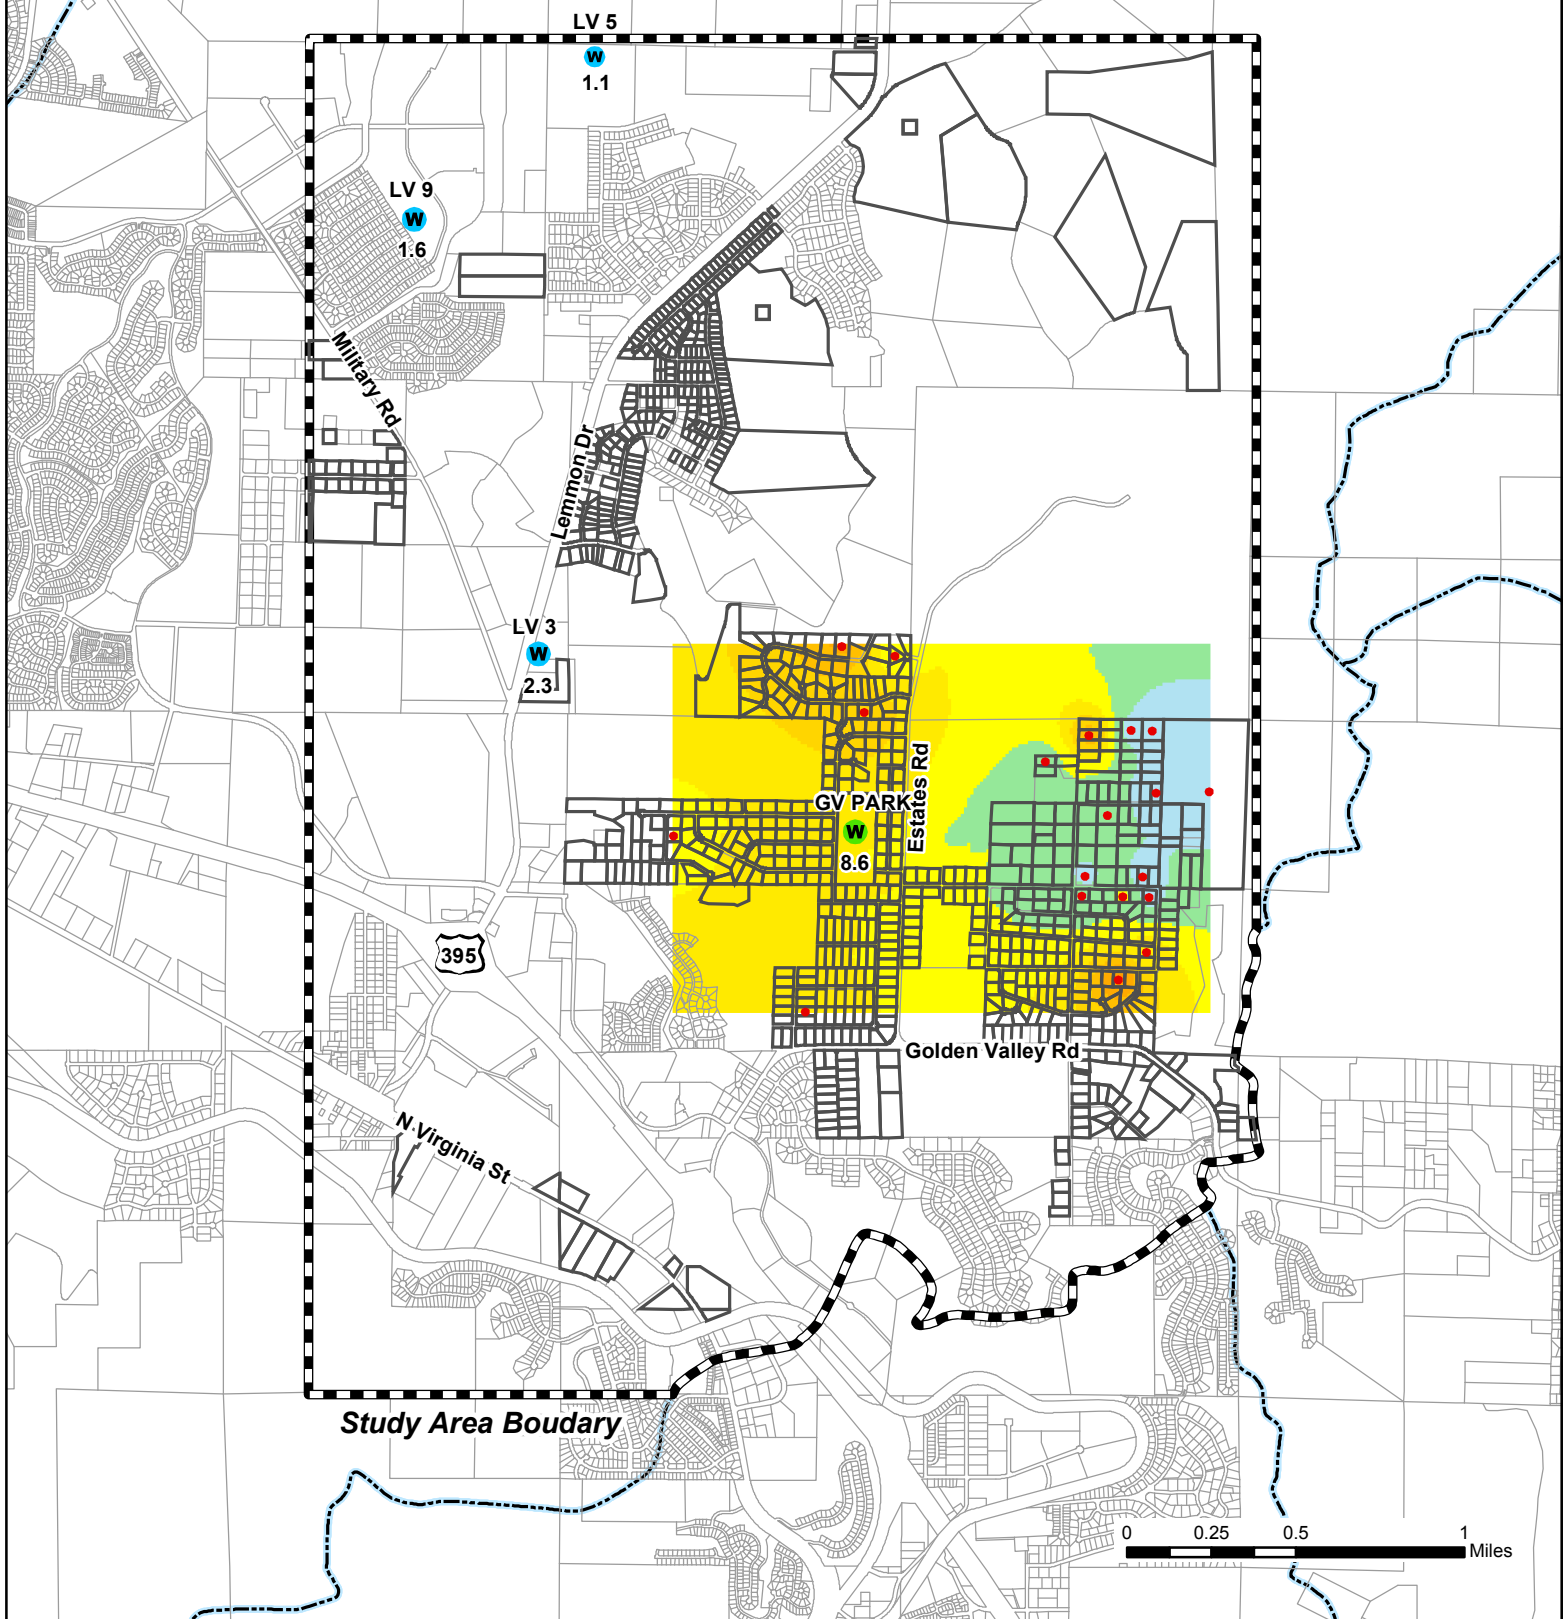 LV 5
W
1.1
LV 9
W
1.6
Military Rd
Lemmon Dr
LV 3
W
2.3
Estates Rd
GV PARK
W
8.6
395
Golden Valley Rd
N Virginia St
Study Area Boudary
0 0.25 0.5 1
Miles